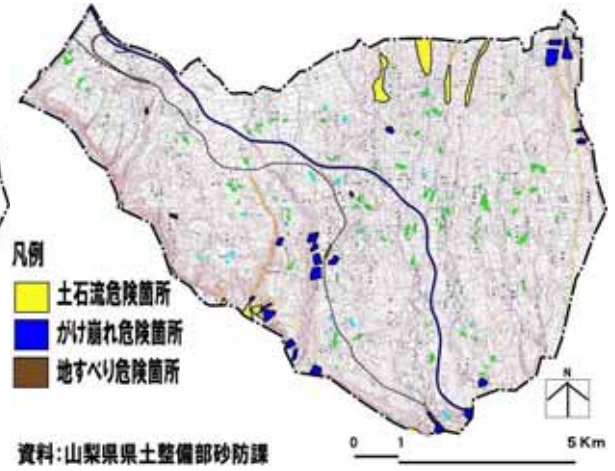 凡例
土石流危険箇所
がけ崩れ危険箇所
地すべり危険箇所
資料:山梨県県土整備部砂防課
N
0 1 5 Km